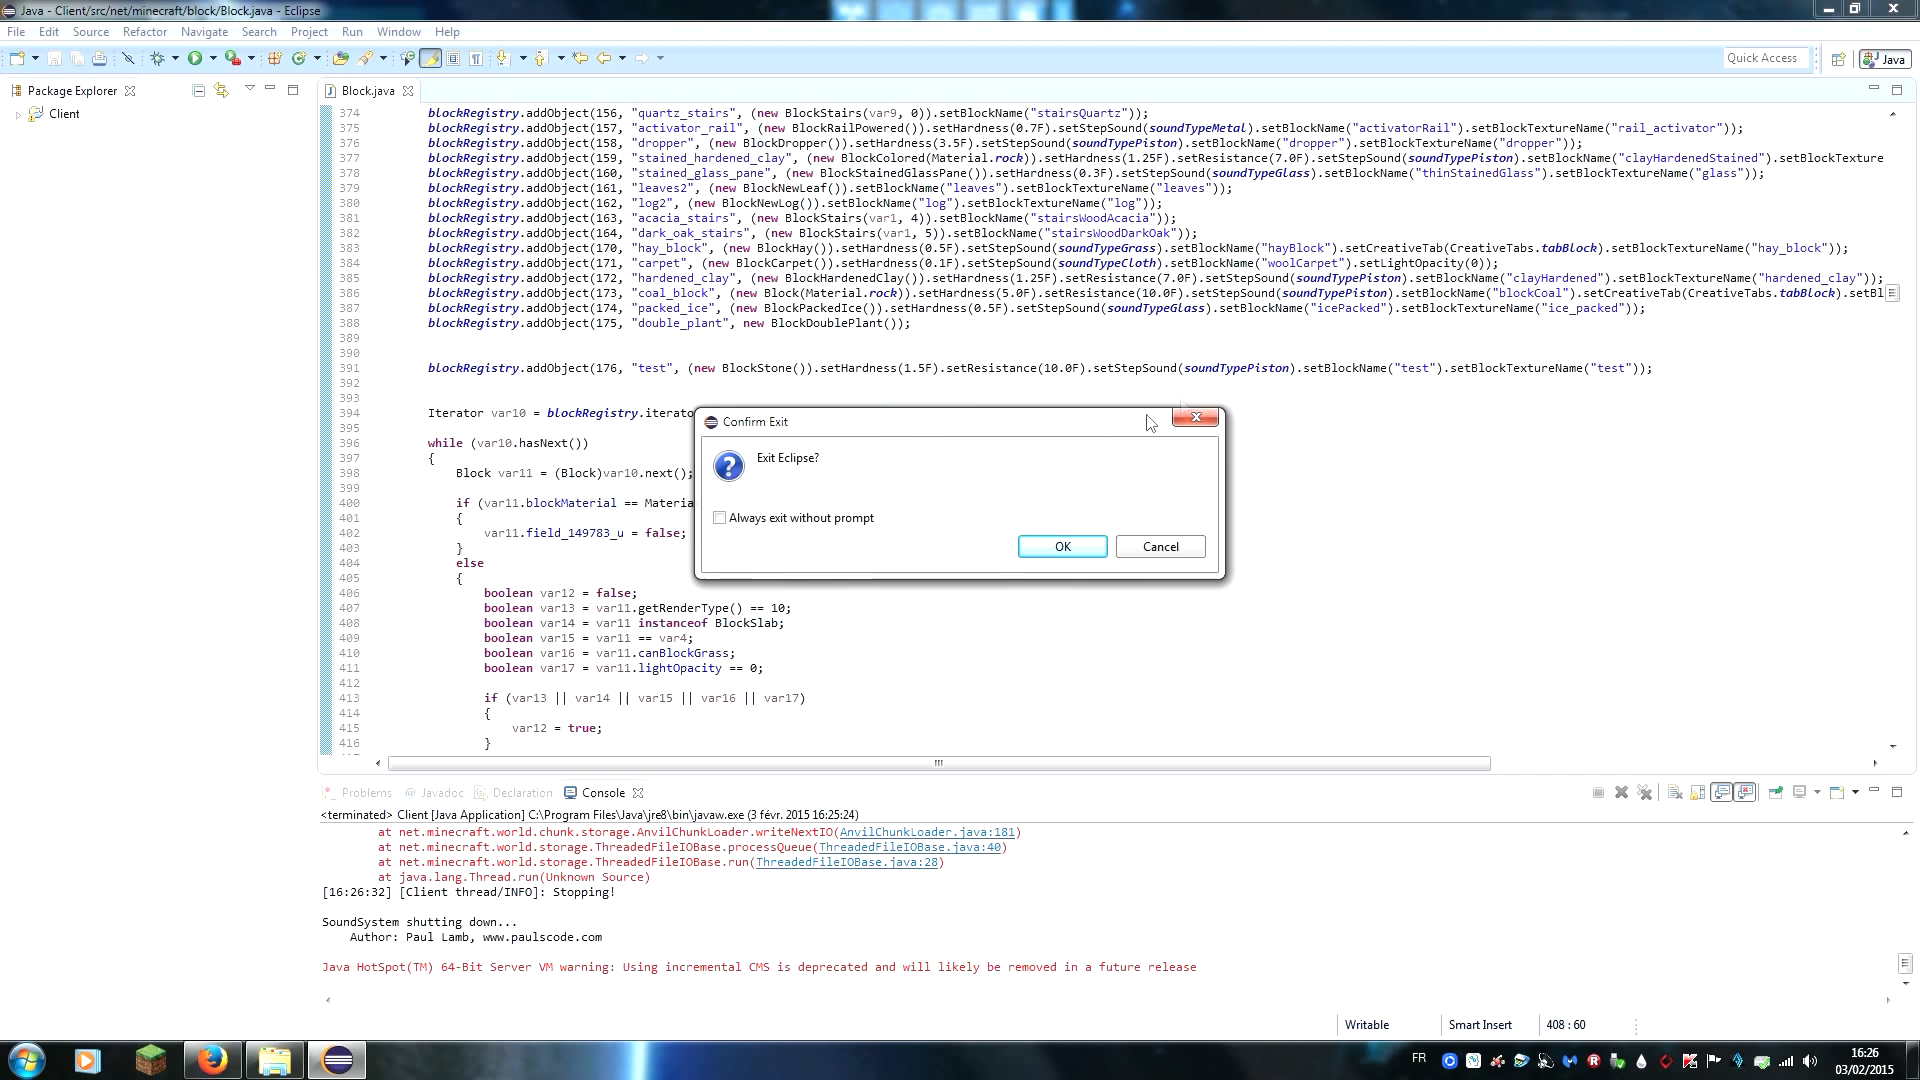 Java - Client/src/net/minecraft/block/Block.java - Eclipse
File Edit Source Refactor Navigate Search Project Run Window Help
Quick Access
Java
Package Explorer
Block.java
Client
374 blockRegistry.addObject(156, "quartz_stairs", (new BlockStairs(var9, 0)).setBlockName("stairsQuartz"));
375 blockRegistry.addObject(157, "activator_rail", (new BlockRailPowered()).setHardness(0.7F).setStepSound(soundTypeMetal).setBlockName("activatorRail").setBlockTextureName("rail_activator"));
376 blockRegistry.addObject(158, "dropper", (new BlockDropper()).setHardness(3.5F).setStepSound(soundTypePiston).setBlockName("dropper").setBlockTextureName("dropper"));
377 blockRegistry.addObject(159, "stained_hardened_clay", (new BlockColored(Material.rock)).setHardness(1.25F).setResistance(7.0F).setStepSound(soundTypePiston).setBlockName("clayHardenedStained").setBlockTexture
378 blockRegistry.addObject(160, "stained_glass_pane", (new BlockStainedGlassPane()).setHardness(0.3F).setStepSound(soundTypeGlass).setBlockName("thinStainedGlass").setBlockTextureName("glass"));
379 blockRegistry.addObject(161, "leaves2", (new BlockNewLeaf()).setBlockName("leaves").setBlockTextureName("leaves"));
380 blockRegistry.addObject(162, "log2", (new BlockNewLog()).setBlockName("log").setBlockTextureName("log"));
381 blockRegistry.addObject(163, "acacia_stairs", (new BlockStairs(var1, 4)).setBlockName("stairsWoodAcacia"));
382 blockRegistry.addObject(164, "dark_oak_stairs", (new BlockStairs(var1, 5)).setBlockName("stairsWoodDarkOak"));
383 blockRegistry.addObject(170, "hay_block", (new BlockHay()).setHardness(0.5F).setStepSound(soundTypeGrass).setBlockName("hayBlock").setCreativeTab(CreativeTabs.tabBlock).setBlockTextureName("hay_block"));
384 blockRegistry.addObject(171, "carpet", (new BlockCarpet()).setHardness(0.1F).setStepSound(soundTypeCloth).setBlockName("woolCarpet").setLightOpacity(0));
385 blockRegistry.addObject(172, "hardened_clay", (new BlockHardenedClay()).setHardness(1.25F).setResistance(7.0F).setStepSound(soundTypePiston).setBlockName("clayHardened").setBlockTextureName("hardened_clay"));
386 blockRegistry.addObject(173, "coal_block", (new Block(Material.rock)).setHardness(5.0F).setResistance(10.0F).setStepSound(soundTypePiston).setBlockName("blockCoal").setCreativeTab(CreativeTabs.tabBlock).setBl
387 blockRegistry.addObject(174, "packed_ice", (new BlockPackedIce()).setHardness(0.5F).setStepSound(soundTypeGlass).setBlockName("icePacked").setBlockTextureName("ice_packed"));
388 blockRegistry.addObject(175, "double_plant", new BlockDoublePlant());
389
390
391 blockRegistry.addObject(176, "test", (new BlockStone()).setHardness(1.5F).setResistance(10.0F).setStepSound(soundTypePiston).setBlockName("test").setBlockTextureName("test"));
392
393
394 Iterator var10 = blockRegistry.iterato
395
396 while (var10.hasNext())
397 {
398 Block var11 = (Block)var10.next();
399
400 if (var11.blockMaterial == Materia
401 {
402 var11.field_149783_u = false;
403 }
404 else
405 {
406 boolean var12 = false;
407 boolean var13 = var11.getRenderType() == 10;
408 boolean var14 = var11 instanceof BlockSlab;
409 boolean var15 = var11 == var4;
410 boolean var16 = var11.canBlockGrass;
411 boolean var17 = var11.lightOpacity == 0;
412
413 if (var13 || var14 || var15 || var16 || var17)
414 {
415 var12 = true;
416 }
Confirm Exit
Exit Eclipse?
Always exit without prompt
OK Cancel
Problems @ Javadoc Declaration Console
<terminated> Client [Java Application] C:\Program Files\Java\jre8\bin\javaw.exe (3 févr. 2015 16:25:24)
at net.minecraft.world.chunk.storage.AnvilChunkLoader.writeNextIO(AnvilChunkLoader.java:181)
at net.minecraft.world.storage.ThreadedFileIOBase.processQueue(ThreadedFileIOBase.java:40)
at net.minecraft.world.storage.ThreadedFileIOBase.run(ThreadedFileIOBase.java:28)
at java.lang.Thread.run(Unknown Source)
[16:26:32] [Client thread/INFO]: Stopping!
SoundSystem shutting down...
Author: Paul Lamb, www.paulscode.com
Java HotSpot(TM) 64-Bit Server VM warning: Using incremental CMS is deprecated and will likely be removed in a future release
Writable Smart Insert 408 : 60
FR
16:26
03/02/2015